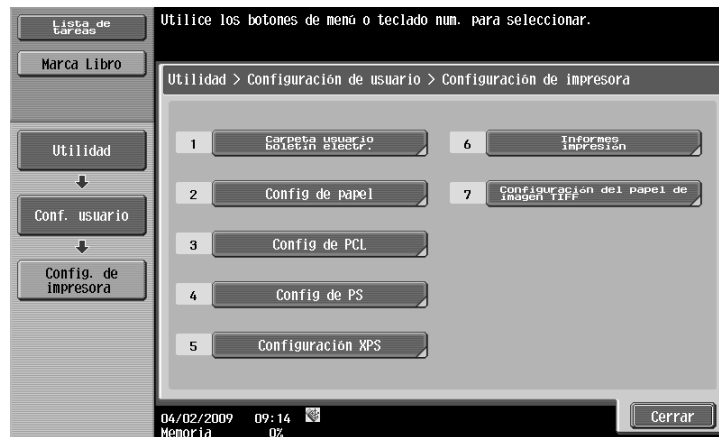 Lista de
tareas
Utilice los botones de menú o teclado num. para seleccionar.
Marca Libro
Utilidad > Configuración de usuario > Configuración de impresora
Utilidad
Conf. usuario
Config. de
impresora
1 Carpeta usuario
boletín electr.
2 Config de papel
3 Config de PCL
4 Config de PS
5 Configuración XPS
6 Informes
impresión
7 Configuración del papel de
imagen TIFF
04/02/2009 09:14
Memoria 0%
Cerrar